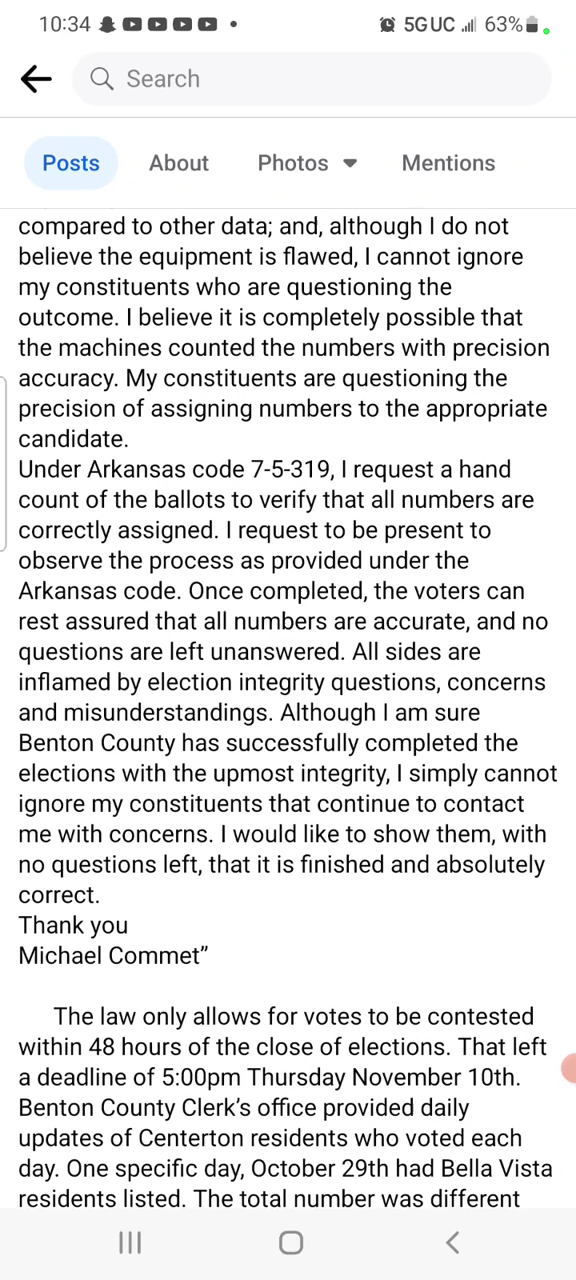 10:34 5G UC 63%
Search
Posts About Photos Mentions
compared to other data; and, although I do not
believe the equipment is flawed, I cannot ignore
my constituents who are questioning the
outcome. I believe it is completely possible that
the machines counted the numbers with precision
accuracy. My constituents are questioning the
precision of assigning numbers to the appropriate
candidate.
Under Arkansas code 7-5-319, I request a hand
count of the ballots to verify that all numbers are
correctly assigned. I request to be present to
observe the process as provided under the
Arkansas code. Once completed, the voters can
rest assured that all numbers are accurate, and no
questions are left unanswered. All sides are
inflamed by election integrity questions, concerns
and misunderstandings. Although I am sure
Benton County has successfully completed the
elections with the upmost integrity, I simply cannot
ignore my constituents that continue to contact
me with concerns. I would like to show them, with
no questions left, that it is finished and absolutely
correct.
Thank you
Michael Commet”
The law only allows for votes to be contested
within 48 hours of the close of elections. That left
a deadline of 5:00pm Thursday November 10th.
Benton County Clerk’s office provided daily
updates of Centerton residents who voted each
day. One specific day, October 29th had Bella Vista
residents listed. The total number was different